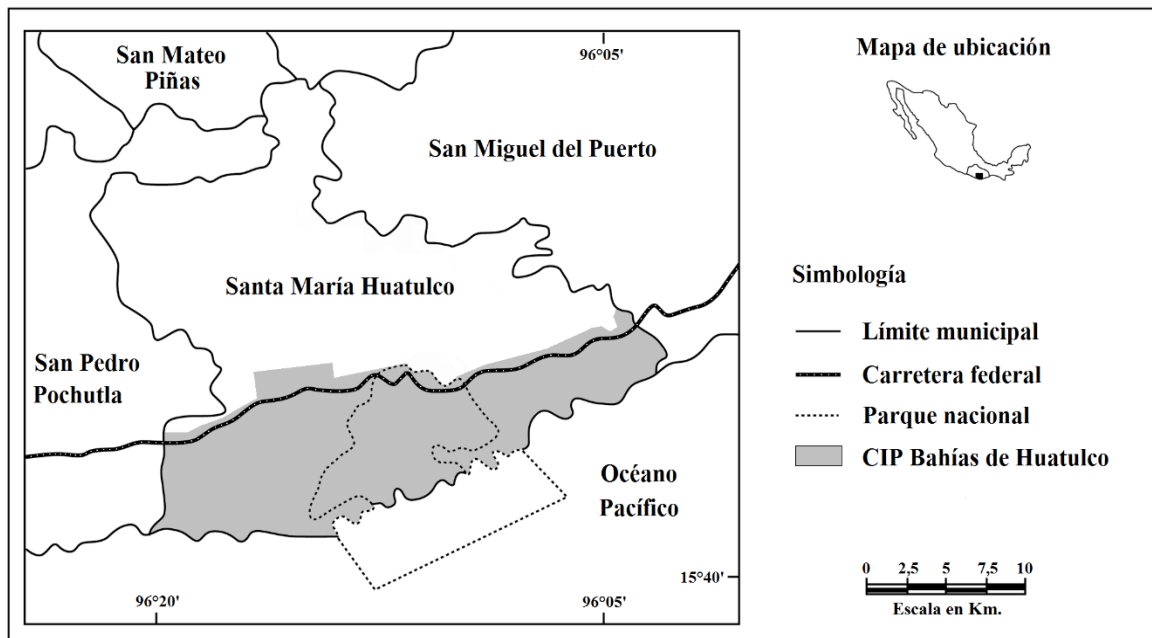 San Mateo
Piñas
96°05'
San Miguel del Puerto
Santa María Huatulco
San Pedro
Pochutla
Océano
Pacífico
15°40'
96°20'
96°05'
Mapa de ubicación
Simbología
Límite municipal
Carretera federal
Parque nacional
CIP Bahías de Huatulco
0 2,5 5 7,5 10
Escala en Km.